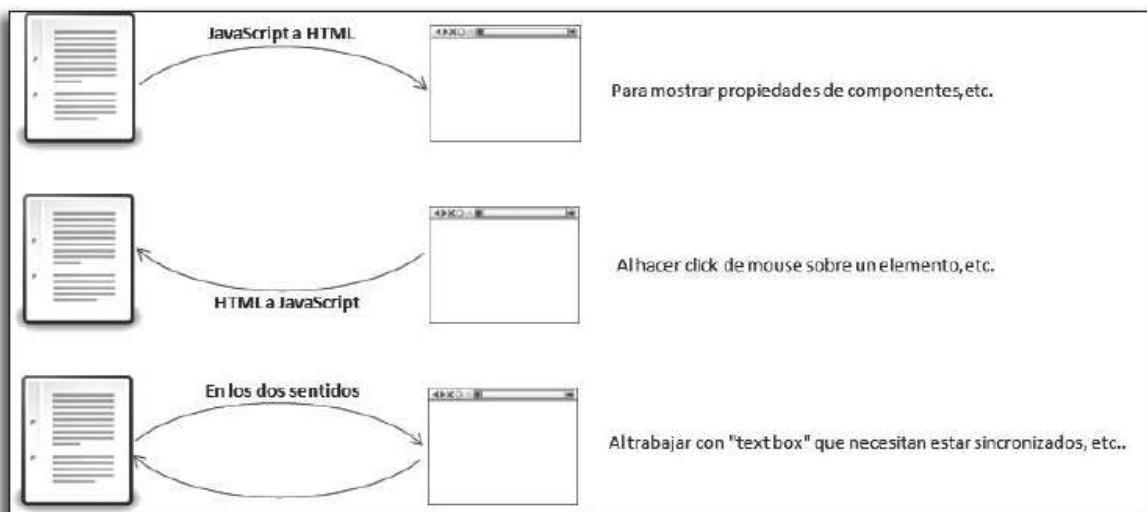 JavaScript a HTML
Para mostrar propiedades de componentes, etc.
Al hacer click de mouse sobre un elemento, etc.
HTML a JavaScript
En los dos sentidos
Al trabajar con "text box" que necesitan estar sincronizados, etc..